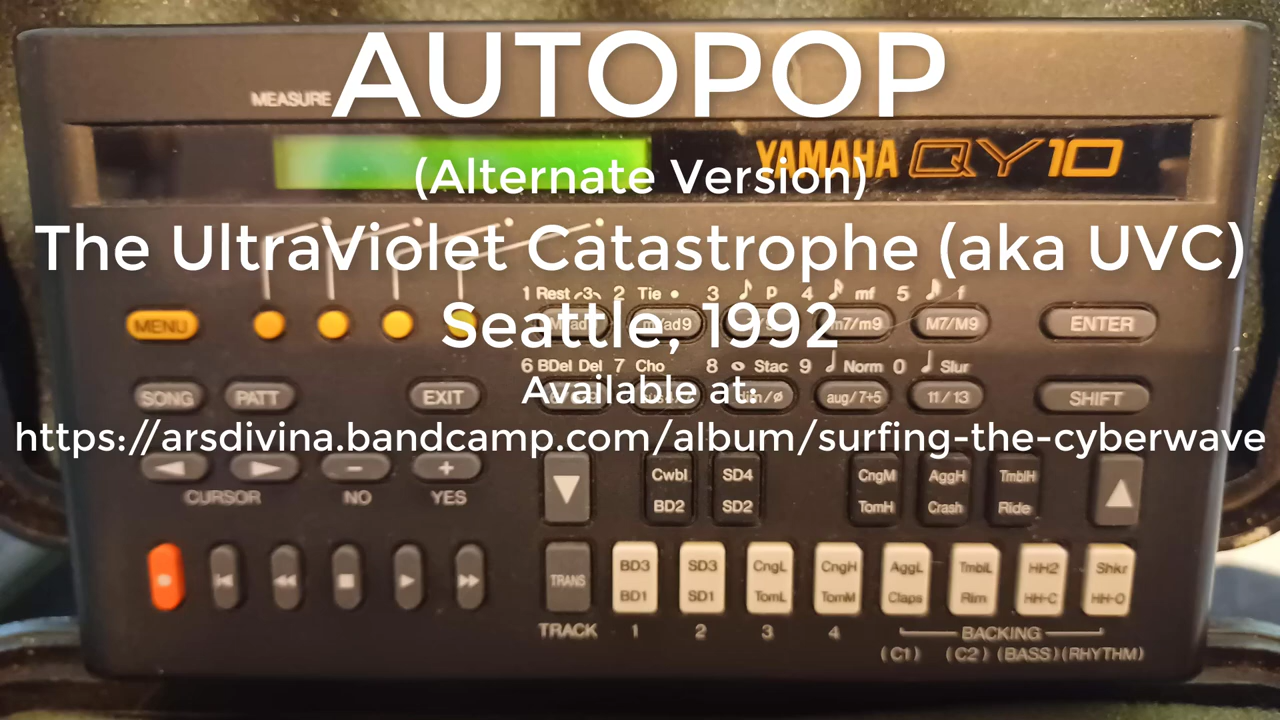 AUTOPOP
MEASURE
YAMAHA QY10
(Alternate Version)
The UltraViolet Catastrophe (aka UVC)
1 Rest 3 2 Tie 3 p 4 mf 5 f
MENU
m7/m9 M7/M9 ENTER
Seattle, 1992
6 BDel Del 7 Cho 8 Stac 9 Norm 0 Slur
Available at:
SONG PATT EXIT aug/7+5 11/13 SHIFT
https://arsdivina.bandcamp.com/album/surfing-the-cyberwave
− +
CURSOR NO YES
Cwbl SD4 CngM AggH TmblH
BD2 SD2 TomH Crash Ride
TRANS
BD3 SD3 CngL CngH AggL TmblL HH2 Shkr
BD1 SD1 TomL TomM Claps Rim HH-C HH-O
TRACK 1 2 3 4 BACKING
(C1) (C2) (BASS) (RHYTHM)